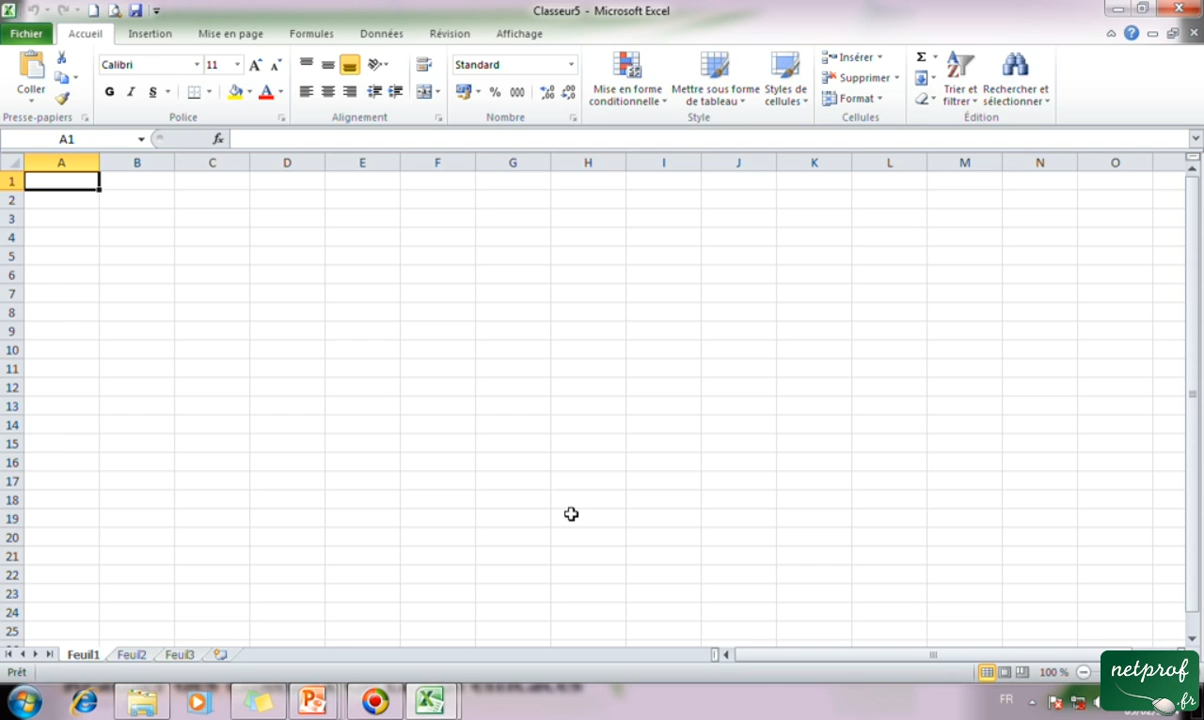 Classeur5 - Microsoft Excel
Fichier Accueil Insertion Mise en page Formules Données Révision Affichage
Coller
Calibri 11
G I S
Standard
% 000
Mise en forme conditionnelle
Mettre sous forme de tableau
Styles de cellules
Insérer
Supprimer
Format
Σ
Trier et filtrer
Rechercher et sélectionner
Presse-papiers Police Alignement Nombre Style Cellules Édition
A1 fx
A B C D E F G H I J K L M N O
1
2
3
4
5
6
7
8
9
10
11
12
13
14
15
16
17
18
19
20
21
22
23
24
25
Feuil1 Feuil2 Feuil3
Prêt 100 %
FR
netprof
.fr